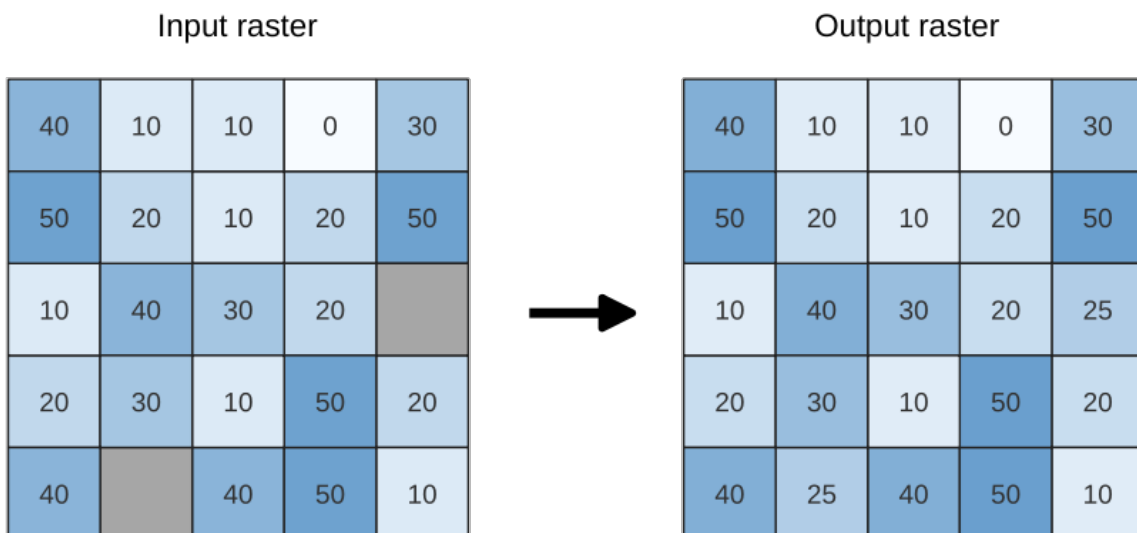 Input raster
Output raster
40 10 10 0 30
50 20 10 20 50
10 40 30 20
20 30 10 50 20
40 40 50 10
40 10 10 0 30
50 20 10 20 50
10 40 30 20 25
20 30 10 50 20
40 25 40 50 10